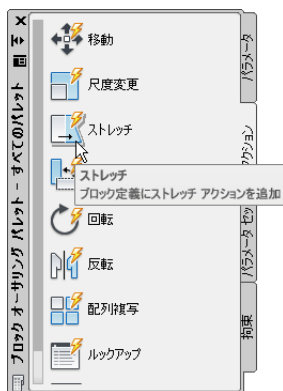 移動
尺度変更
ストレッチ
ストレッチ
ブロック定義にストレッチ アクションを追加
回転
反転
配列複写
ルックアップ
パラメータ
パラメータ セット
拘束
ブロック オーサリング パレット - すべてのパレット